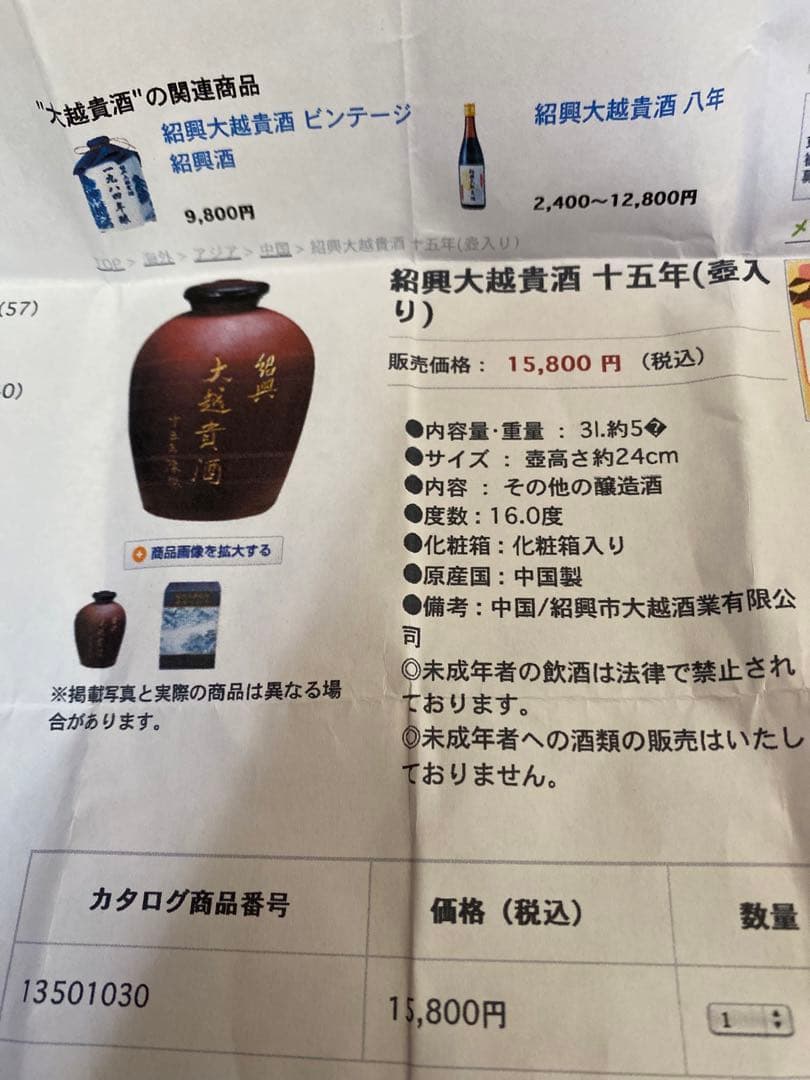 "大越貴酒"の関連商品
紹興大越貴酒 ビンテージ
紹興酒
9,800円
紹興大越貴酒 八年
2,400〜12,800円
TOP > 海外 > アジア > 中国 > 紹興大越貴酒 十五年(壺入り)
(57)
紹興大越貴酒 十五年(壺入
り)
販売価格： 15,800 円 （税込）
紹興
大越貴酒
商品画像を拡大する
※掲載写真と実際の商品は異なる場
合があります。
●内容量･重量 ： 3l.約5�
●サイズ ： 壺高さ約24cm
●内容 ： その他の醸造酒
●度数：16.0度
●化粧箱：化粧箱入り
●原産国：中国製
●備考：中国/紹興市大越酒業有限公
司
◎未成年者の飲酒は法律で禁止され
ております。
◎未成年者への酒類の販売はいたし
ておりません。
カタログ商品番号
価格（税込）
数量
13501030
15,800円
1